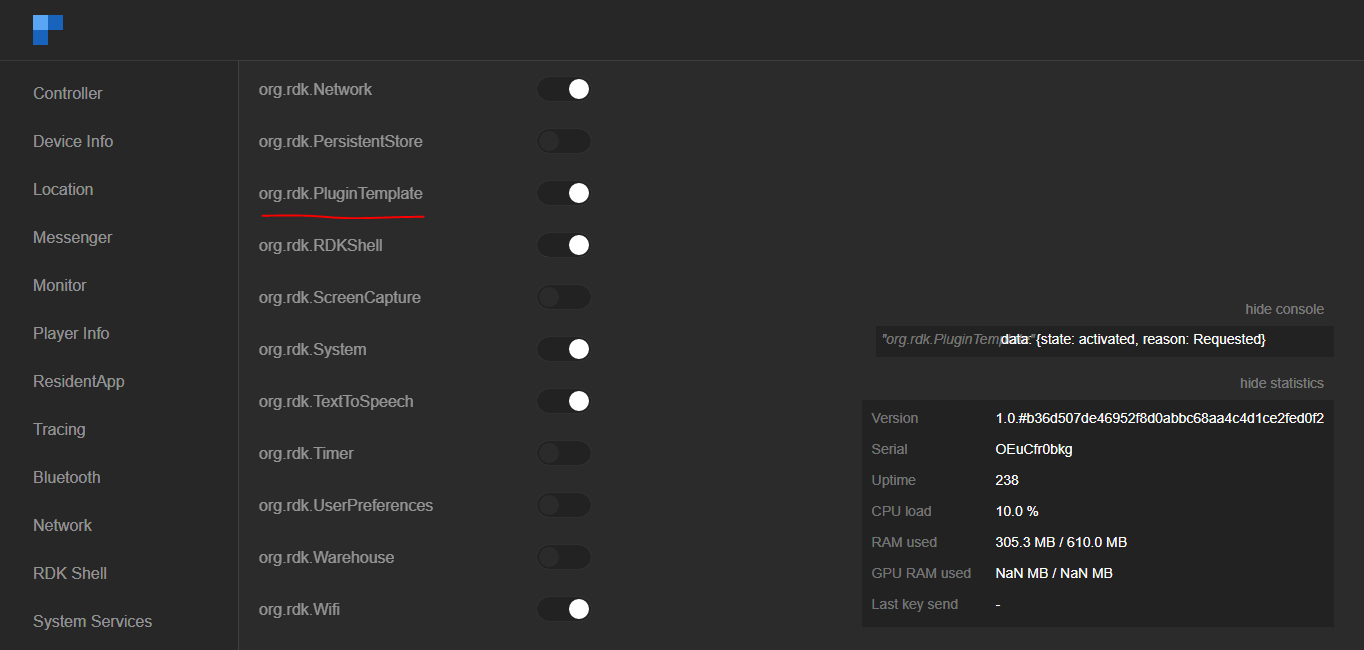 Controller
Device Info
Location
Messenger
Monitor
Player Info
ResidentApp
Tracing
Bluetooth
Network
RDK Shell
System Services
org.rdk.Network
org.rdk.PersistentStore
org.rdk.PluginTemplate
org.rdk.RDKShell
org.rdk.ScreenCapture
org.rdk.System
org.rdk.TextToSpeech
org.rdk.Timer
org.rdk.UserPreferences
org.rdk.Warehouse
org.rdk.Wifi
hide console
"org.rdk.PluginTemplate" data: {state: activated, reason: Requested}
hide statistics
Version 1.0.#b36d507de46952f8d0abbc68aa4c4d1ce2fed0f2
Serial OEuCfr0bkg
Uptime 238
CPU load 10.0 %
RAM used 305.3 MB / 610.0 MB
GPU RAM used NaN MB / NaN MB
Last key send -